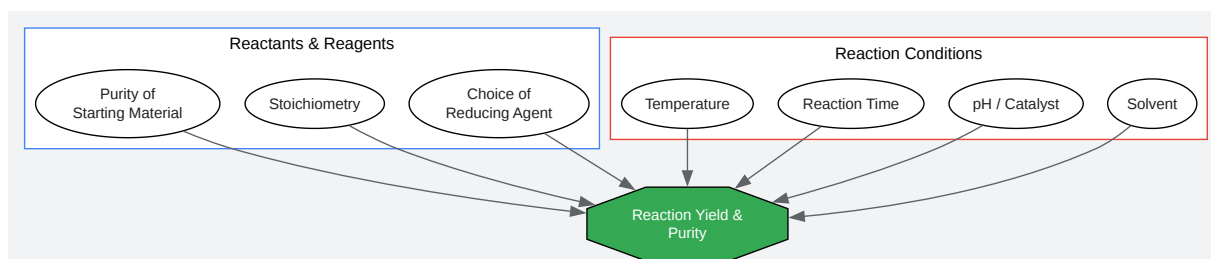 Reactants & Reagents
Purity of
Starting Material
Stoichiometry
Choice of
Reducing Agent
Reaction Conditions
Temperature
Reaction Time
pH / Catalyst
Solvent
Reaction Yield &
Purity